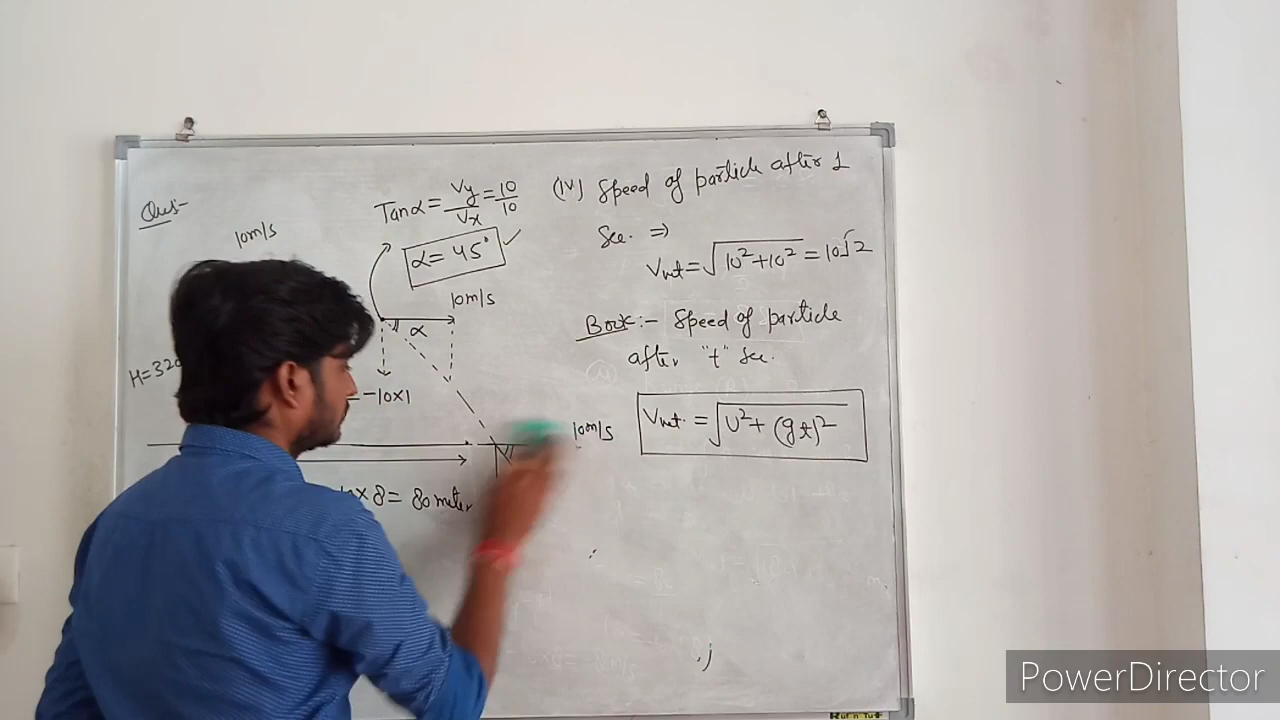 Ques:-
10m/s
Tanα = Vy/Vx = 10/10
α = 45° ✓
10m/s
α
H=320
-10×1
10m/s
×8 = 80 meter
(IV) Speed of particle after 1
Sec. ⇒
Vnet = √10²+10² = 10√2
Book:- Speed of particle
after "t" sec.
Vnet. = √U²+(gt)²
PowerDirector